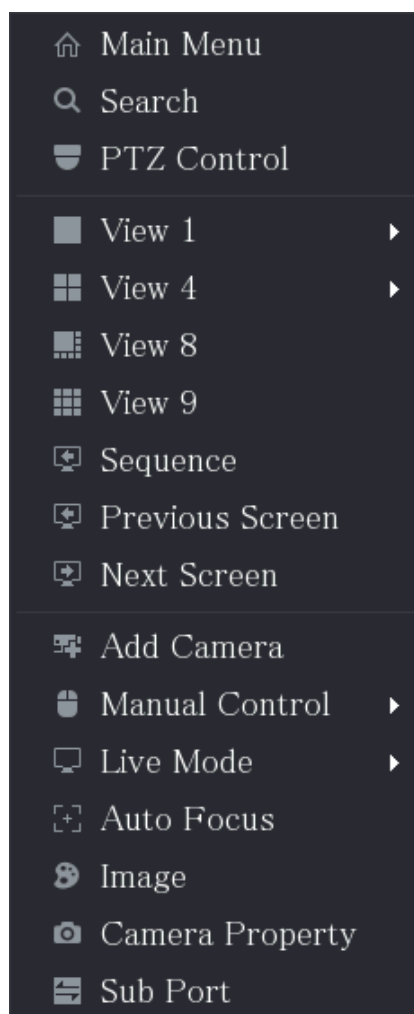 Main Menu
Search
PTZ Control
View 1
View 4
View 8
View 9
Sequence
Previous Screen
Next Screen
Add Camera
Manual Control
Live Mode
Auto Focus
Image
Camera Property
Sub Port